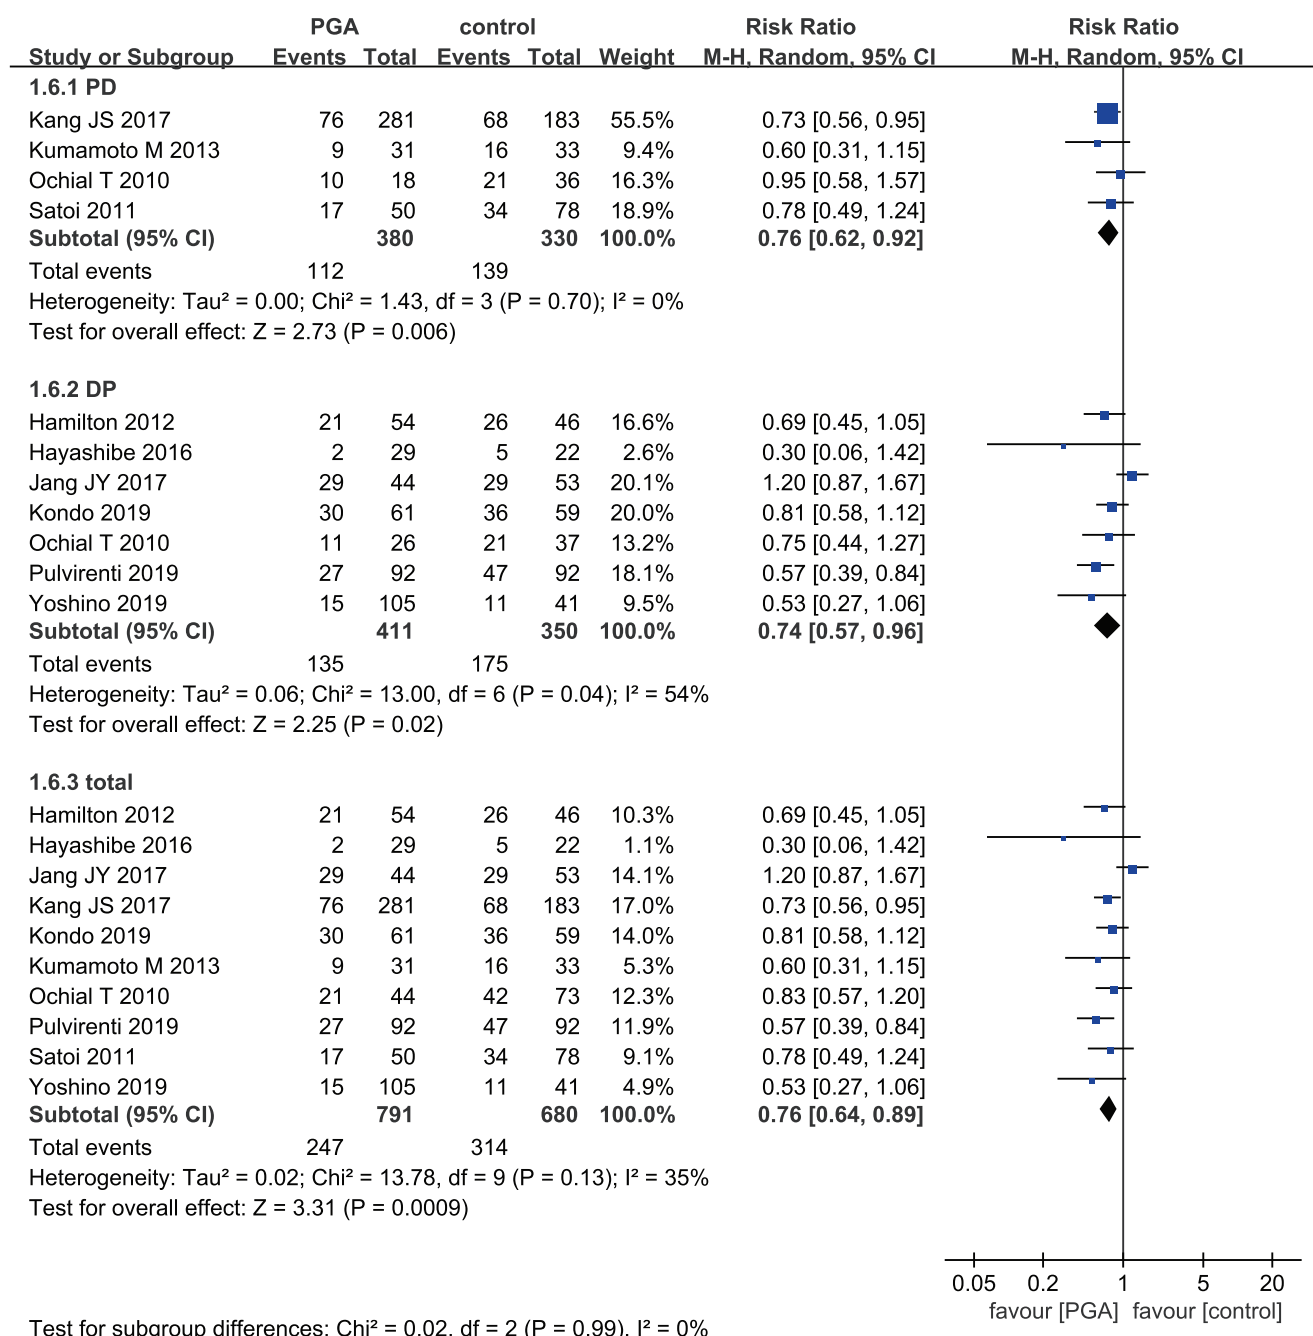 PGA control Risk Ratio Risk Ratio
Study or Subgroup Events Total Events Total Weight M-H, Random, 95% CI M-H, Random, 95% CI
1.6.1 PD
Kang JS 2017 76 281 68 183 55.5% 0.73 [0.56, 0.95]
Kumamoto M 2013 9 31 16 33 9.4% 0.60 [0.31, 1.15]
Ochial T 2010 10 18 21 36 16.3% 0.95 [0.58, 1.57]
Satoi 2011 17 50 34 78 18.9% 0.78 [0.49, 1.24]
Subtotal (95% CI) 380 330 100.0% 0.76 [0.62, 0.92]
Total events 112 139
Heterogeneity: Tau² = 0.00; Chi² = 1.43, df = 3 (P = 0.70); I² = 0%
Test for overall effect: Z = 2.73 (P = 0.006)
1.6.2 DP
Hamilton 2012 21 54 26 46 16.6% 0.69 [0.45, 1.05]
Hayashibe 2016 2 29 5 22 2.6% 0.30 [0.06, 1.42]
Jang JY 2017 29 44 29 53 20.1% 1.20 [0.87, 1.67]
Kondo 2019 30 61 36 59 20.0% 0.81 [0.58, 1.12]
Ochial T 2010 11 26 21 37 13.2% 0.75 [0.44, 1.27]
Pulvirenti 2019 27 92 47 92 18.1% 0.57 [0.39, 0.84]
Yoshino 2019 15 105 11 41 9.5% 0.53 [0.27, 1.06]
Subtotal (95% CI) 411 350 100.0% 0.74 [0.57, 0.96]
Total events 135 175
Heterogeneity: Tau² = 0.06; Chi² = 13.00, df = 6 (P = 0.04); I² = 54%
Test for overall effect: Z = 2.25 (P = 0.02)
1.6.3 total
Hamilton 2012 21 54 26 46 10.3% 0.69 [0.45, 1.05]
Hayashibe 2016 2 29 5 22 1.1% 0.30 [0.06, 1.42]
Jang JY 2017 29 44 29 53 14.1% 1.20 [0.87, 1.67]
Kang JS 2017 76 281 68 183 17.0% 0.73 [0.56, 0.95]
Kondo 2019 30 61 36 59 14.0% 0.81 [0.58, 1.12]
Kumamoto M 2013 9 31 16 33 5.3% 0.60 [0.31, 1.15]
Ochial T 2010 21 44 42 73 12.3% 0.83 [0.57, 1.20]
Pulvirenti 2019 27 92 47 92 11.9% 0.57 [0.39, 0.84]
Satoi 2011 17 50 34 78 9.1% 0.78 [0.49, 1.24]
Yoshino 2019 15 105 11 41 4.9% 0.53 [0.27, 1.06]
Subtotal (95% CI) 791 680 100.0% 0.76 [0.64, 0.89]
Total events 247 314
Heterogeneity: Tau² = 0.02; Chi² = 13.78, df = 9 (P = 0.13); I² = 35%
Test for overall effect: Z = 3.31 (P = 0.0009)
0.05 0.2 1 5 20
favour [PGA] favour [control]
Test for subgroup differences: Chi² = 0.02, df = 2 (P = 0.99), I² = 0%